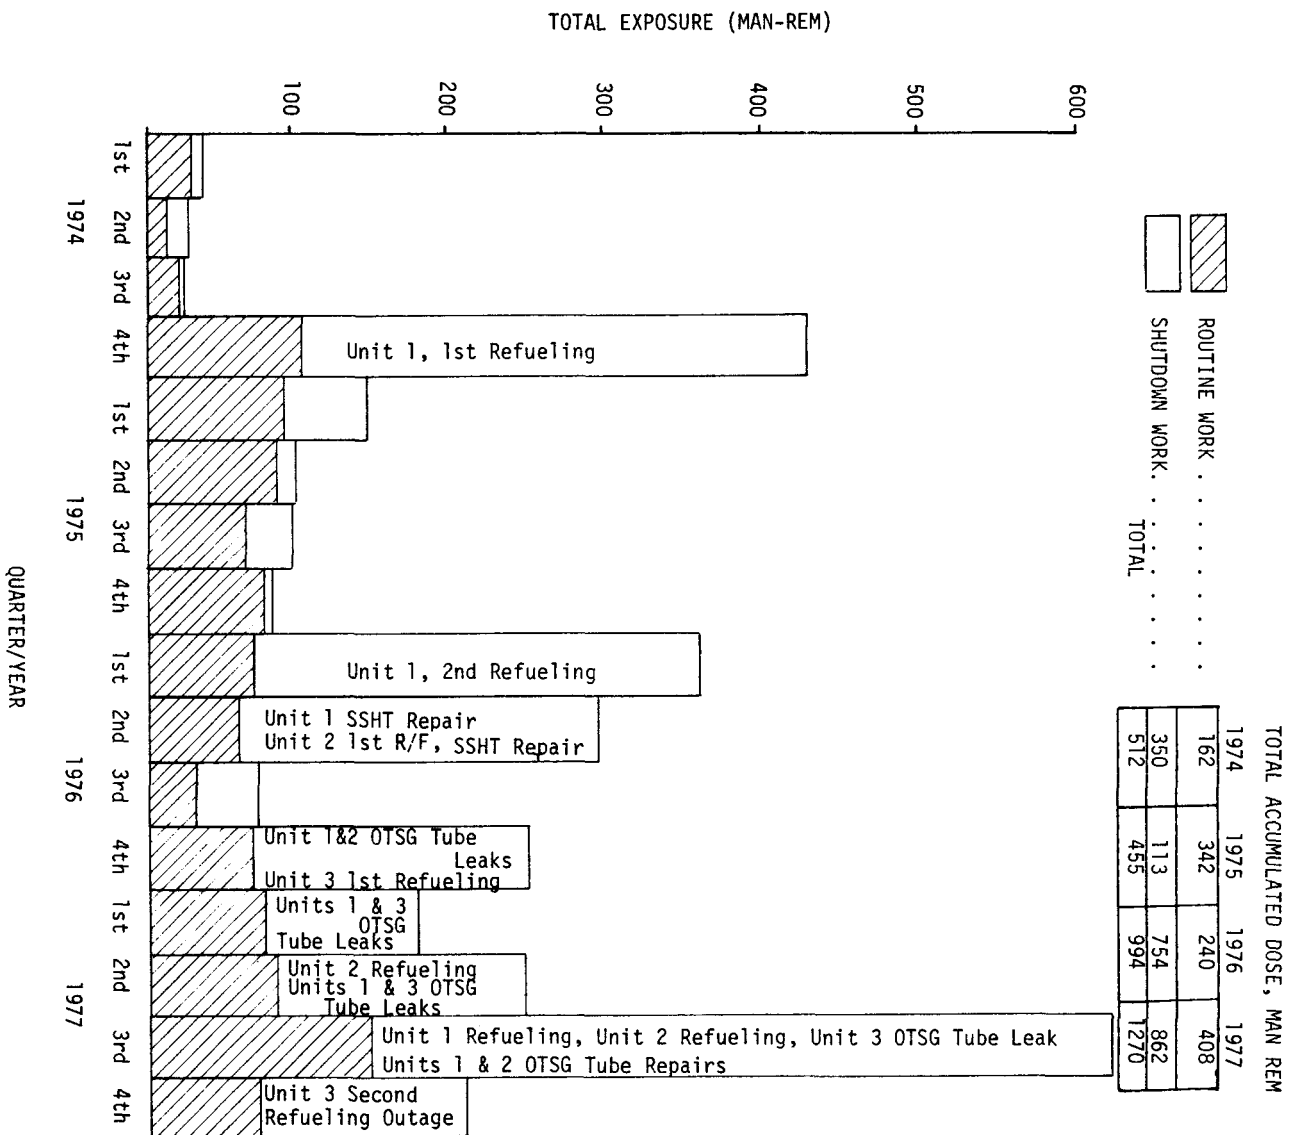 TOTAL EXPOSURE (MAN-REM)
100
200
300
400
500
600
ROUTINE WORK . . . . . . . .
SHUTDOWN WORK. . . . . . . .
TOTAL
TOTAL ACCUMULATED DOSE, MAN REM
1974 1975 1976 1977
162 342 240 408
350 113 754 862
512 455 994 1270
1st
2nd
3rd
4th
1st
2nd
3rd
4th
1st
2nd
3rd
4th
1st
2nd
3rd
4th
1974
1975
1976
1977
QUARTER/YEAR
Unit 1, 1st Refueling
Unit 1, 2nd Refueling
Unit 1 SSHT Repair
Unit 2 1st R/F, SSHT Repair
Unit 1&2 OTSG Tube
Leaks
Unit 3 1st Refueling
Units 1 & 3
OTSG
Tube Leaks
Unit 2 Refueling
Units 1 & 3 OTSG
Tube Leaks
Unit 1 Refueling, Unit 2 Refueling, Unit 3 OTSG Tube Leak
Units 1 & 2 OTSG Tube Repairs
Unit 3 Second
Refueling Outage